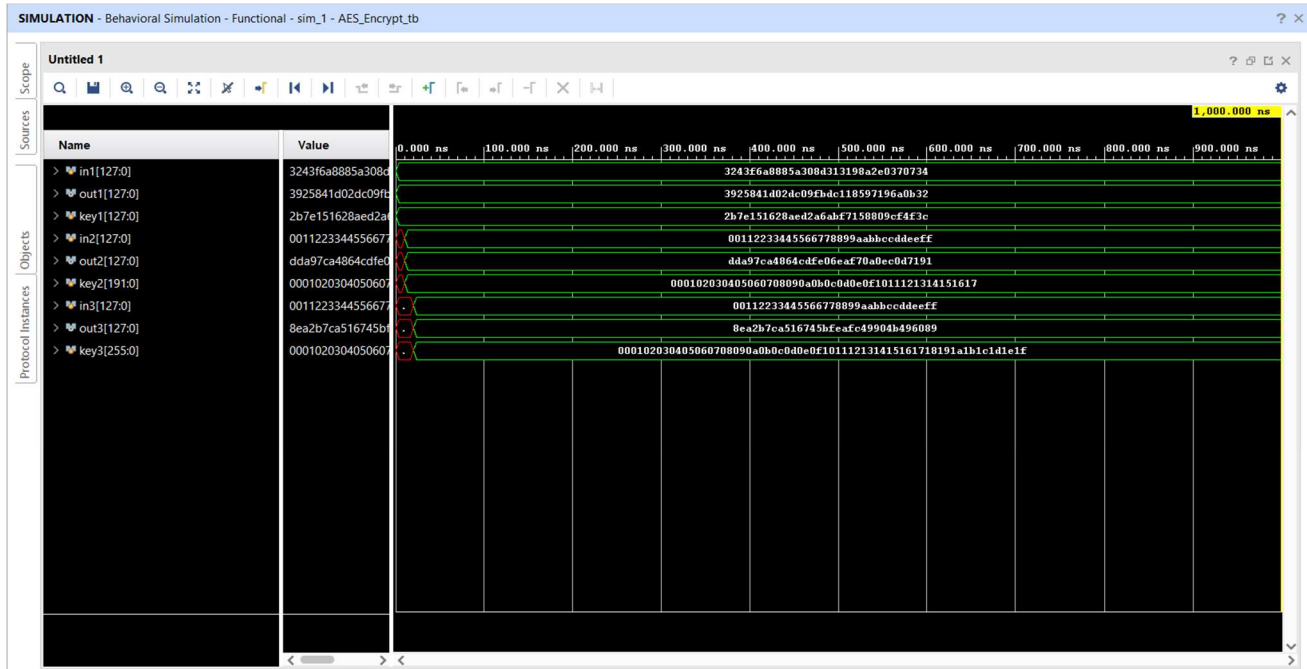 SIMULATION - Behavioral Simulation - Functional - sim_1 - AES_Encrypt_tb
Scope
Sources
Objects
Protocol Instances
Untitled 1
1,000.000 ns
Name Value
0.000 ns 100.000 ns 200.000 ns 300.000 ns 400.000 ns 500.000 ns 600.000 ns 700.000 ns 800.000 ns 900.000 ns
in1[127:0] 3243f6a8885a308d 3243f6a8885a308d313198a2e0370734
out1[127:0] 3925841d02dc09fb 3925841d02dc09fbdc118597196a0b32
key1[127:0] 2b7e151628aed2a6 2b7e151628aed2a6abf7158809cf4f3c
in2[127:0] 0011223344556677 00112233445566778899aabbccddeeff
out2[127:0] dda97ca4864cdfe0 dda97ca4864cdfe06eaf70a0ec0d7191
key2[191:0] 0001020304050607 000102030405060708090a0b0c0d0e0f1011121314151617
in3[127:0] 0011223344556677 00112233445566778899aabbccddeeff
out3[127:0] 8ea2b7ca516745bf 8ea2b7ca516745bfeafc49904b496089
key3[255:0] 0001020304050607 000102030405060708090a0b0c0d0e0f101112131415161718191a1b1c1d1e1f